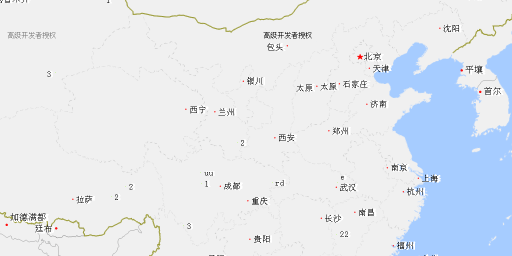 沈阳
高级开发者授权
高级开发者授权
包头
北京
天津
平壤
3
银川
太原
太原
石家庄
首尔
西宁
兰州
济南
郑州
西安
2
南京
uu
1
成都
rd
e
武汉
上海
杭州
2
2
拉萨
重庆
加德满都
长沙
南昌
3
廷布
22
贵阳
福州